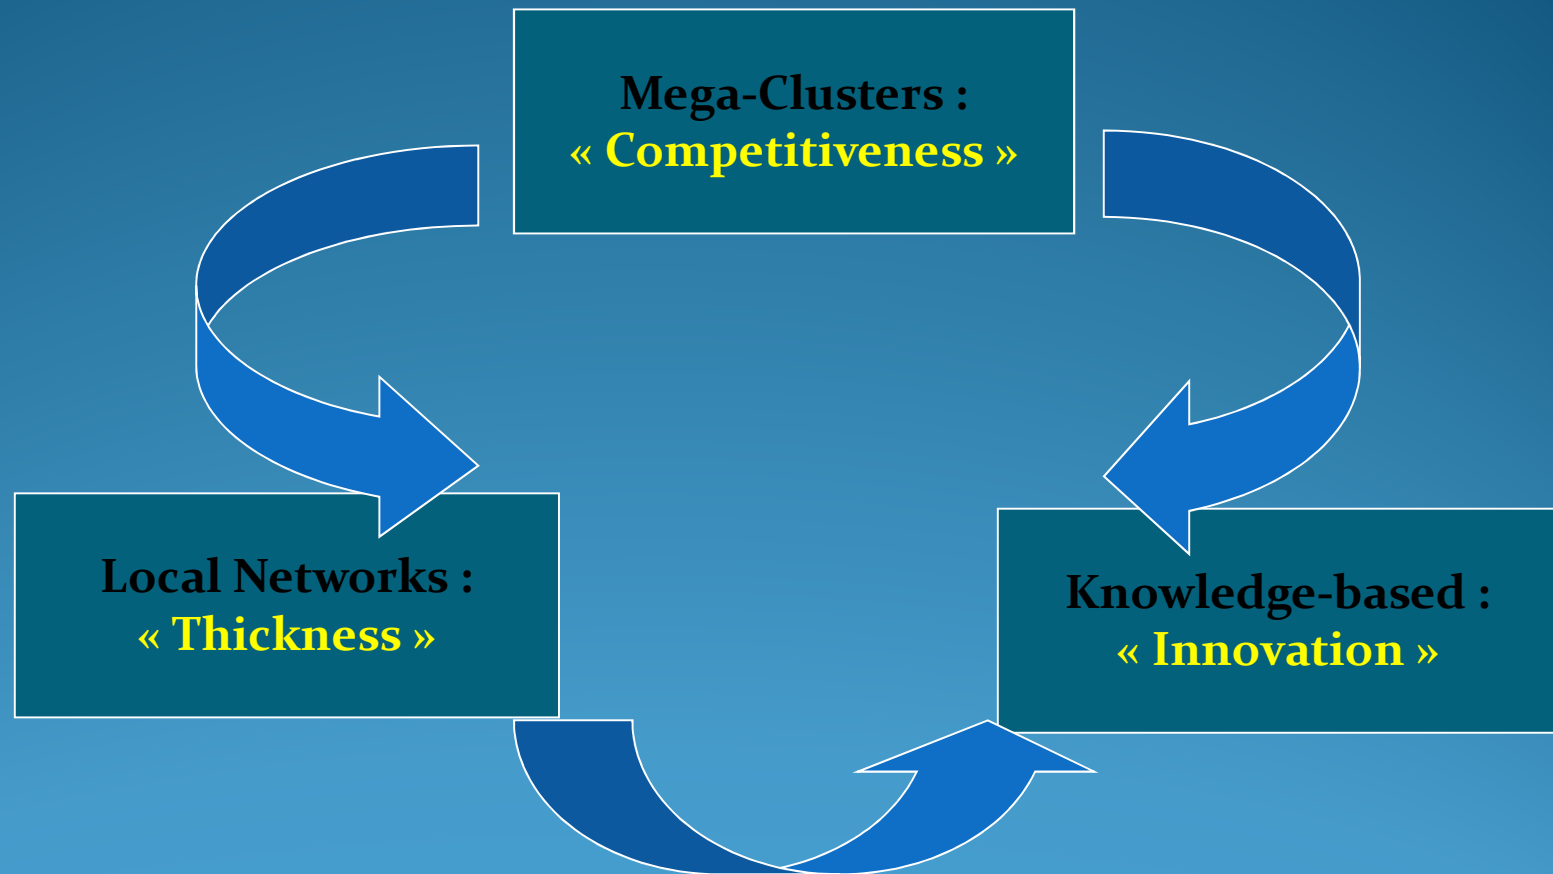 Mega-Clusters :
« Competitiveness »
Local Networks :
« Thickness »
Knowledge-based :
« Innovation »